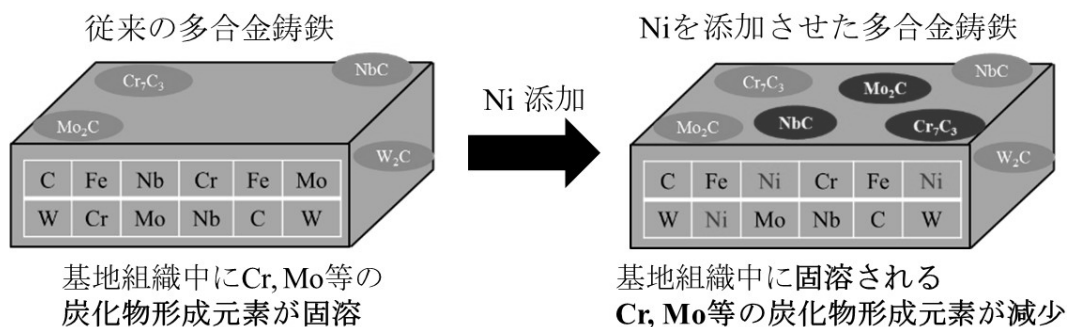 従来の多合金鋳鉄
Cr₇C₃
NbC
Mo₂C
W₂C
C Fe Nb Cr Fe Mo
W Cr Mo Nb C W
基地組織中にCr, Mo等の
炭化物形成元素が固溶
Ni 添加
Niを添加させた多合金鋳鉄
Cr₇C₃
Mo₂C
NbC
Mo₂C
NbC
Cr₇C₃
W₂C
C Fe Ni Cr Fe Ni
W Ni Mo Nb C W
基地組織中に固溶される
Cr, Mo等の炭化物形成元素が減少